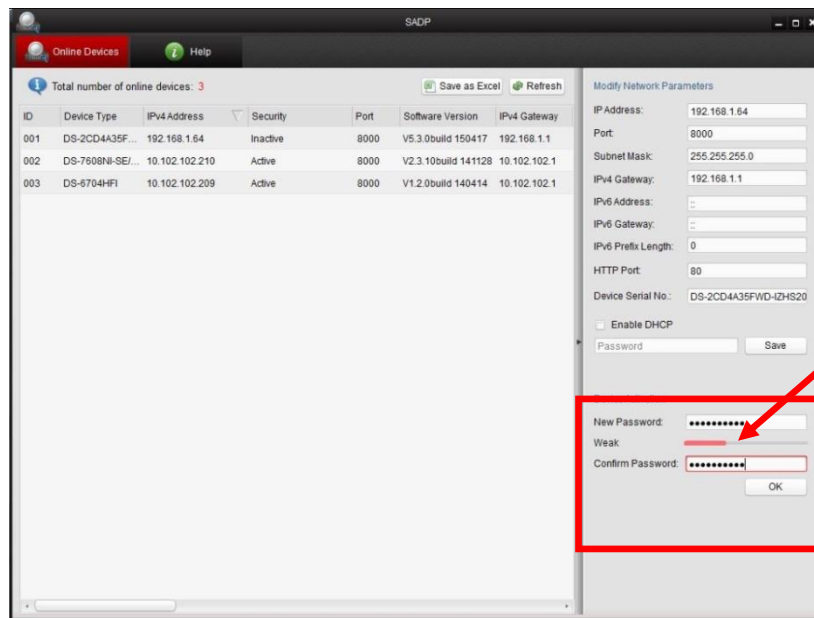 SADP
Online Devices
Help
Total number of online devices: 3
Save as Excel
Refresh
ID Device Type IPv4 Address Security Port Software Version IPv4 Gateway
001 DS-2CD4A35F... 192.168.1.64 Inactive 8000 V5.3.0build 150417 192.168.1.1
002 DS-7608NI-SE/... 10.102.102.210 Active 8000 V2.3.10build 141128 10.102.102.1
003 DS-6704HFI 10.102.102.209 Active 8000 V1.2.0build 140414 10.102.102.1
Modify Network Parameters
IP Address: 192.168.1.64
Port: 8000
Subnet Mask: 255.255.255.0
IPv4 Gateway: 192.168.1.1
IPv6 Address: ::
IPv6 Gateway: ::
IPv6 Prefix Length: 0
HTTP Port: 80
Device Serial No.: DS-2CD4A35FWD-IZHS20
Enable DHCP
Password Save
New Password: ••••••••••
Weak
Confirm Password: ••••••••••
OK